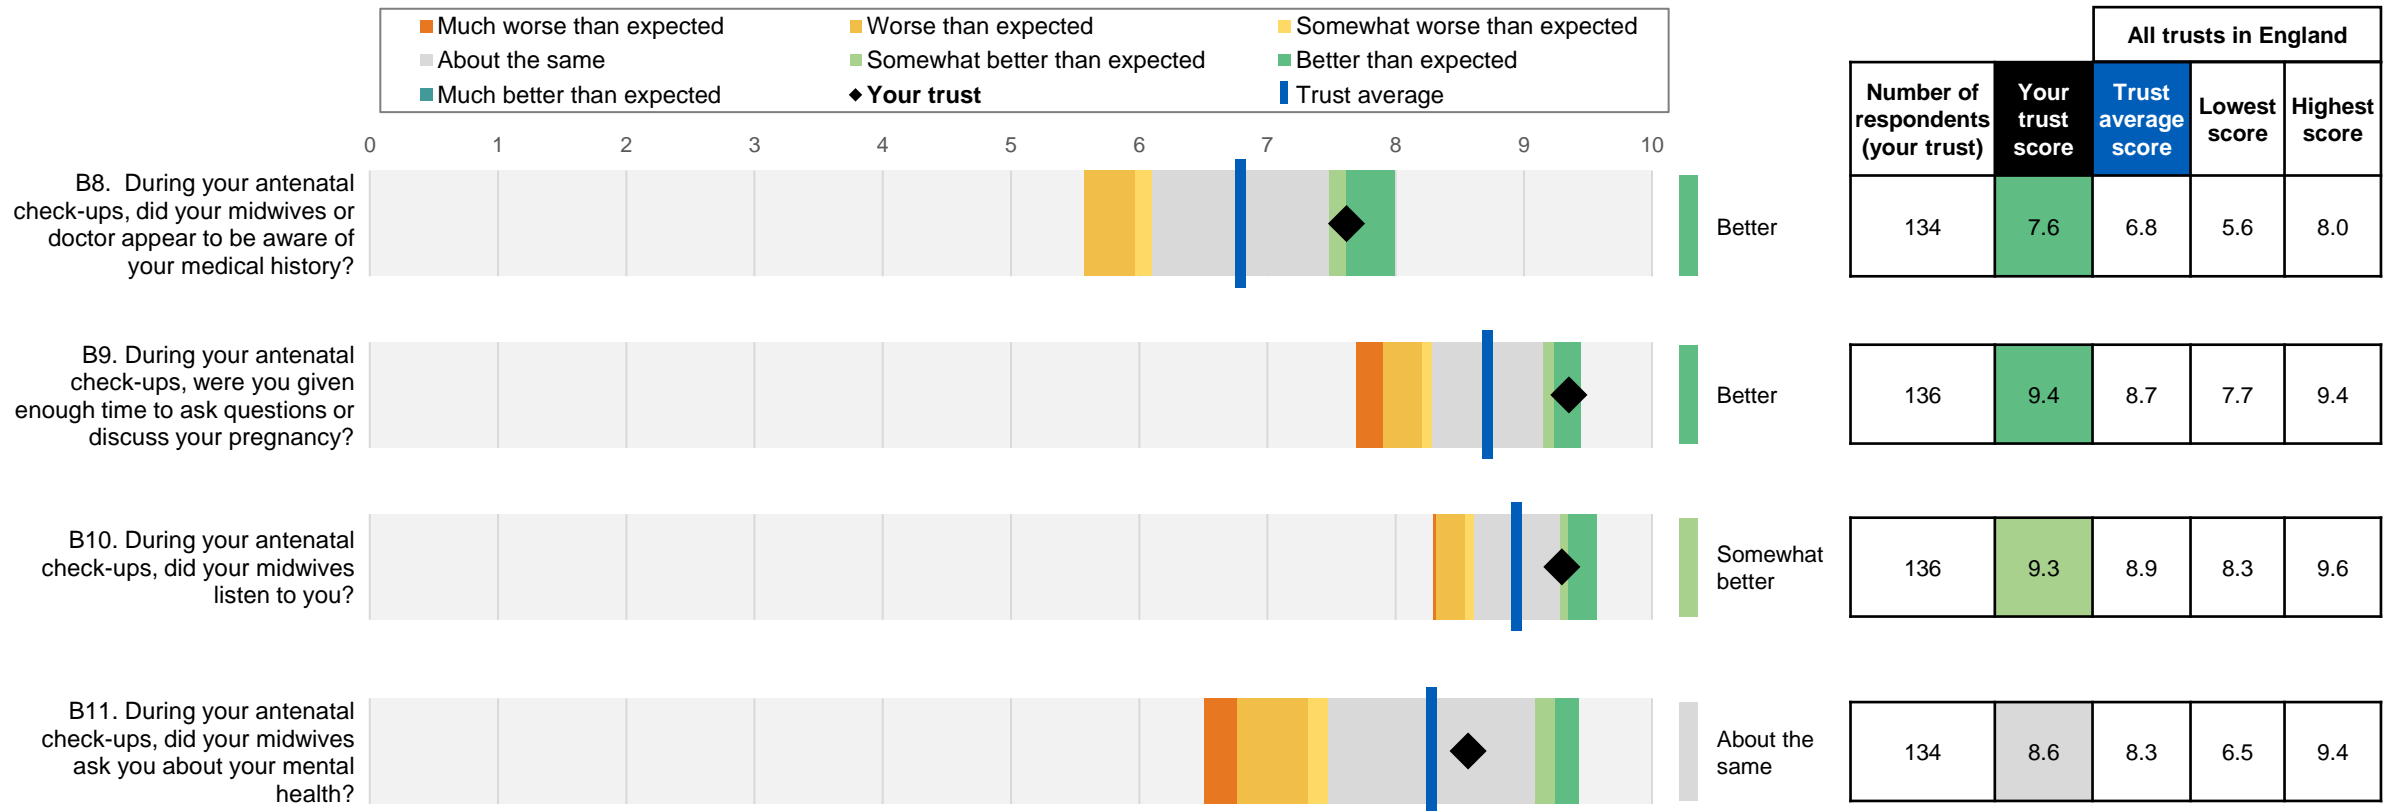 Much worse than expected
Worse than expected
Somewhat worse than expected
About the same
Somewhat better than expected
Better than expected
Much better than expected
Your trust
Trust average
All trusts in England
Number of
respondents
(your trust)
Your
trust
score
Trust
average
score
Lowest
score
Highest
score
0 1 2 3 4 5 6 7 8 9 10
B8. During your antenatal
check-ups, did your midwives or
doctor appear to be aware of
your medical history?
Better
134 7.6 6.8 5.6 8.0
B9. During your antenatal
check-ups, were you given
enough time to ask questions or
discuss your pregnancy?
Better
136 9.4 8.7 7.7 9.4
B10. During your antenatal
check-ups, did your midwives
listen to you?
Somewhat
better
136 9.3 8.9 8.3 9.6
B11. During your antenatal
check-ups, did your midwives
ask you about your mental
health?
About the
same
134 8.6 8.3 6.5 9.4